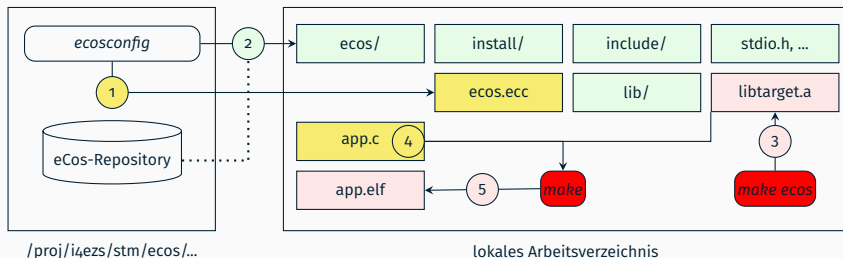 ecosconfig
2
ecos/
install/
include/
stdio.h, ...
1
ecos.ecc
lib/
libtarget.a
eCos-Repository
app.c
4
3
app.elf
5
make
make ecos
/proj/i4ezs/stm/ecos/...
lokales Arbeitsverzeichnis